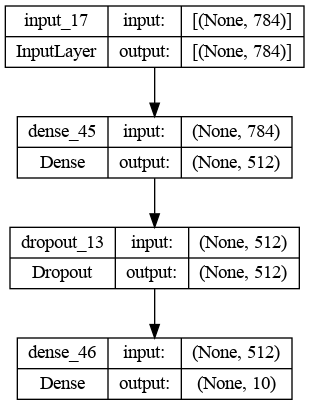 input_17 input: [(None, 784)]
InputLayer output: [(None, 784)]
dense_45 input: (None, 784)
Dense output: (None, 512)
dropout_13 input: (None, 512)
Dropout output: (None, 512)
dense_46 input: (None, 512)
Dense output: (None, 10)